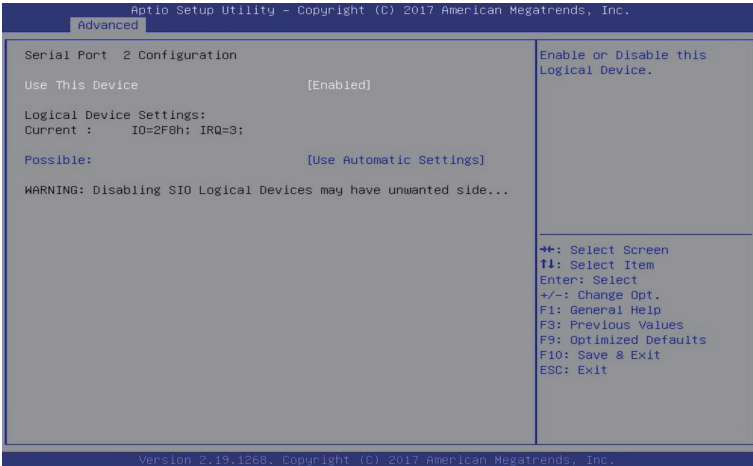 Aptio Setup Utility – Copyright (C) 2017 American Megatrends, Inc.
Advanced
Serial Port 2 Configuration
Use This Device [Enabled]
Logical Device Settings:
Current : IO=2F8h; IRQ=3;
Possible: [Use Automatic Settings]
WARNING: Disabling SIO Logical Devices may have unwanted side...
Enable or Disable this
Logical Device.
→←: Select Screen
↑↓: Select Item
Enter: Select
+/-: Change Opt.
F1: General Help
F3: Previous Values
F9: Optimized Defaults
F10: Save & Exit
ESC: Exit
Version 2.19.1268. Copyright (C) 2017 American Megatrends, Inc.